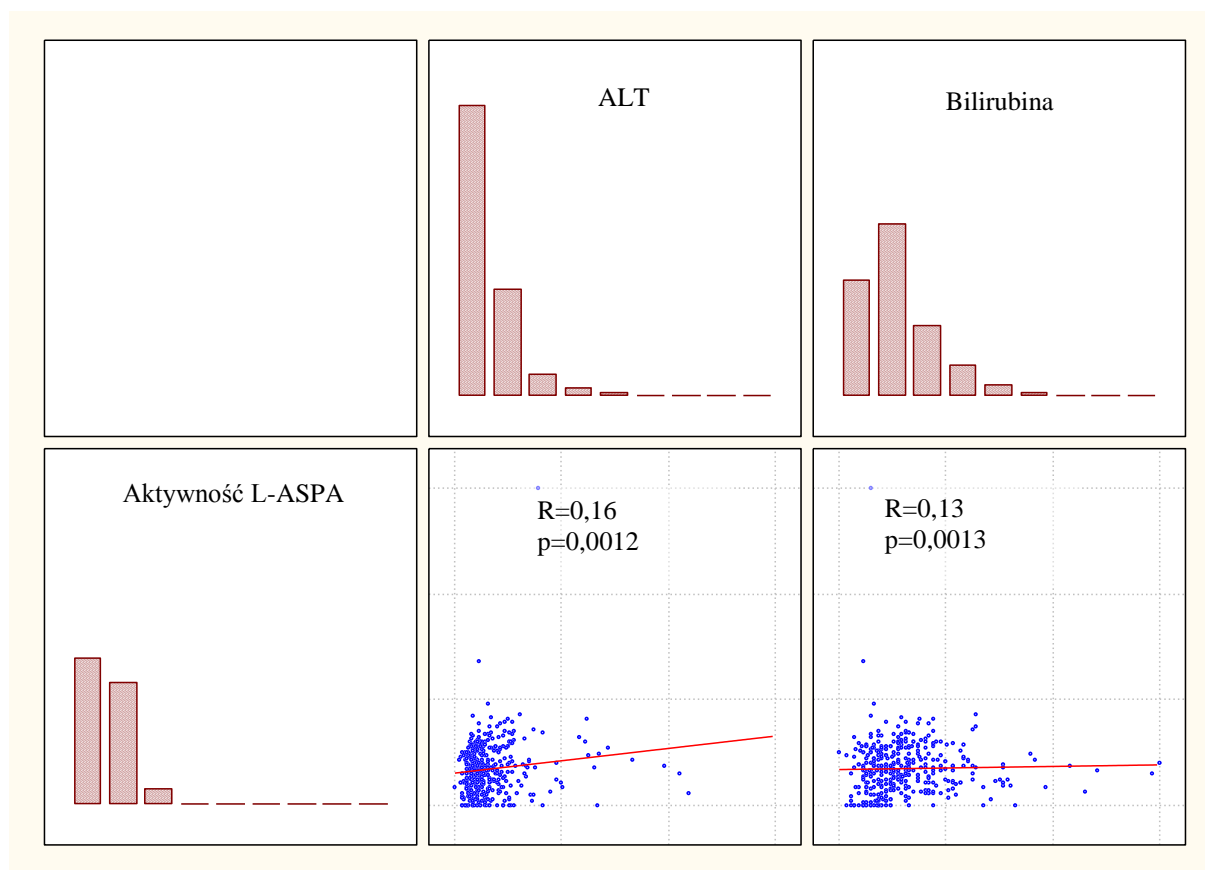 ALT
Bilirubina
Aktywność L-ASPA
R=0,16
p=0,0012
R=0,13
p=0,0013